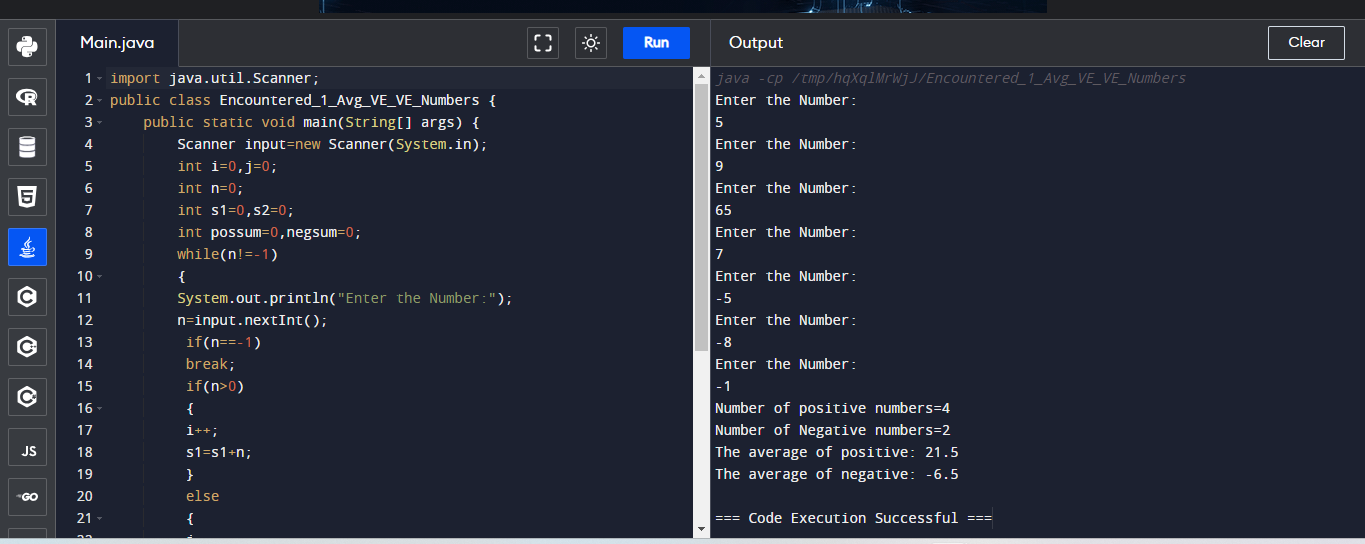 Main.java
Run
Output
Clear
1 import java.util.Scanner;
2 public class Encountered_1_Avg_VE_VE_Numbers {
3 public static void main(String[] args) {
4 Scanner input=new Scanner(System.in);
5 int i=0,j=0;
6 int n=0;
7 int s1=0,s2=0;
8 int possum=0,negsum=0;
9 while(n!=-1)
10 {
11 System.out.println("Enter the Number:");
12 n=input.nextInt();
13 if(n==-1)
14 break;
15 if(n>0)
16 {
17 i++;
18 s1=s1+n;
19 }
20 else
21 {
JS
GO
java -cp /tmp/hqXqlMrWjJ/Encountered_1_Avg_VE_VE_Numbers
Enter the Number:
5
Enter the Number:
9
Enter the Number:
65
Enter the Number:
7
Enter the Number:
-5
Enter the Number:
-8
Enter the Number:
-1
Number of positive numbers=4
Number of Negative numbers=2
The average of positive: 21.5
The average of negative: -6.5
=== Code Execution Successful ===